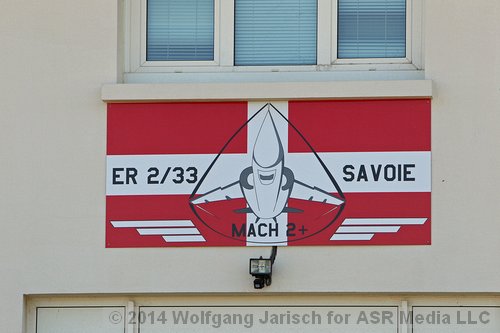 ER 2/33 SAVOIE
MACH 2+
© 2014 Wolfgang Jarisch for ASR Media LLC